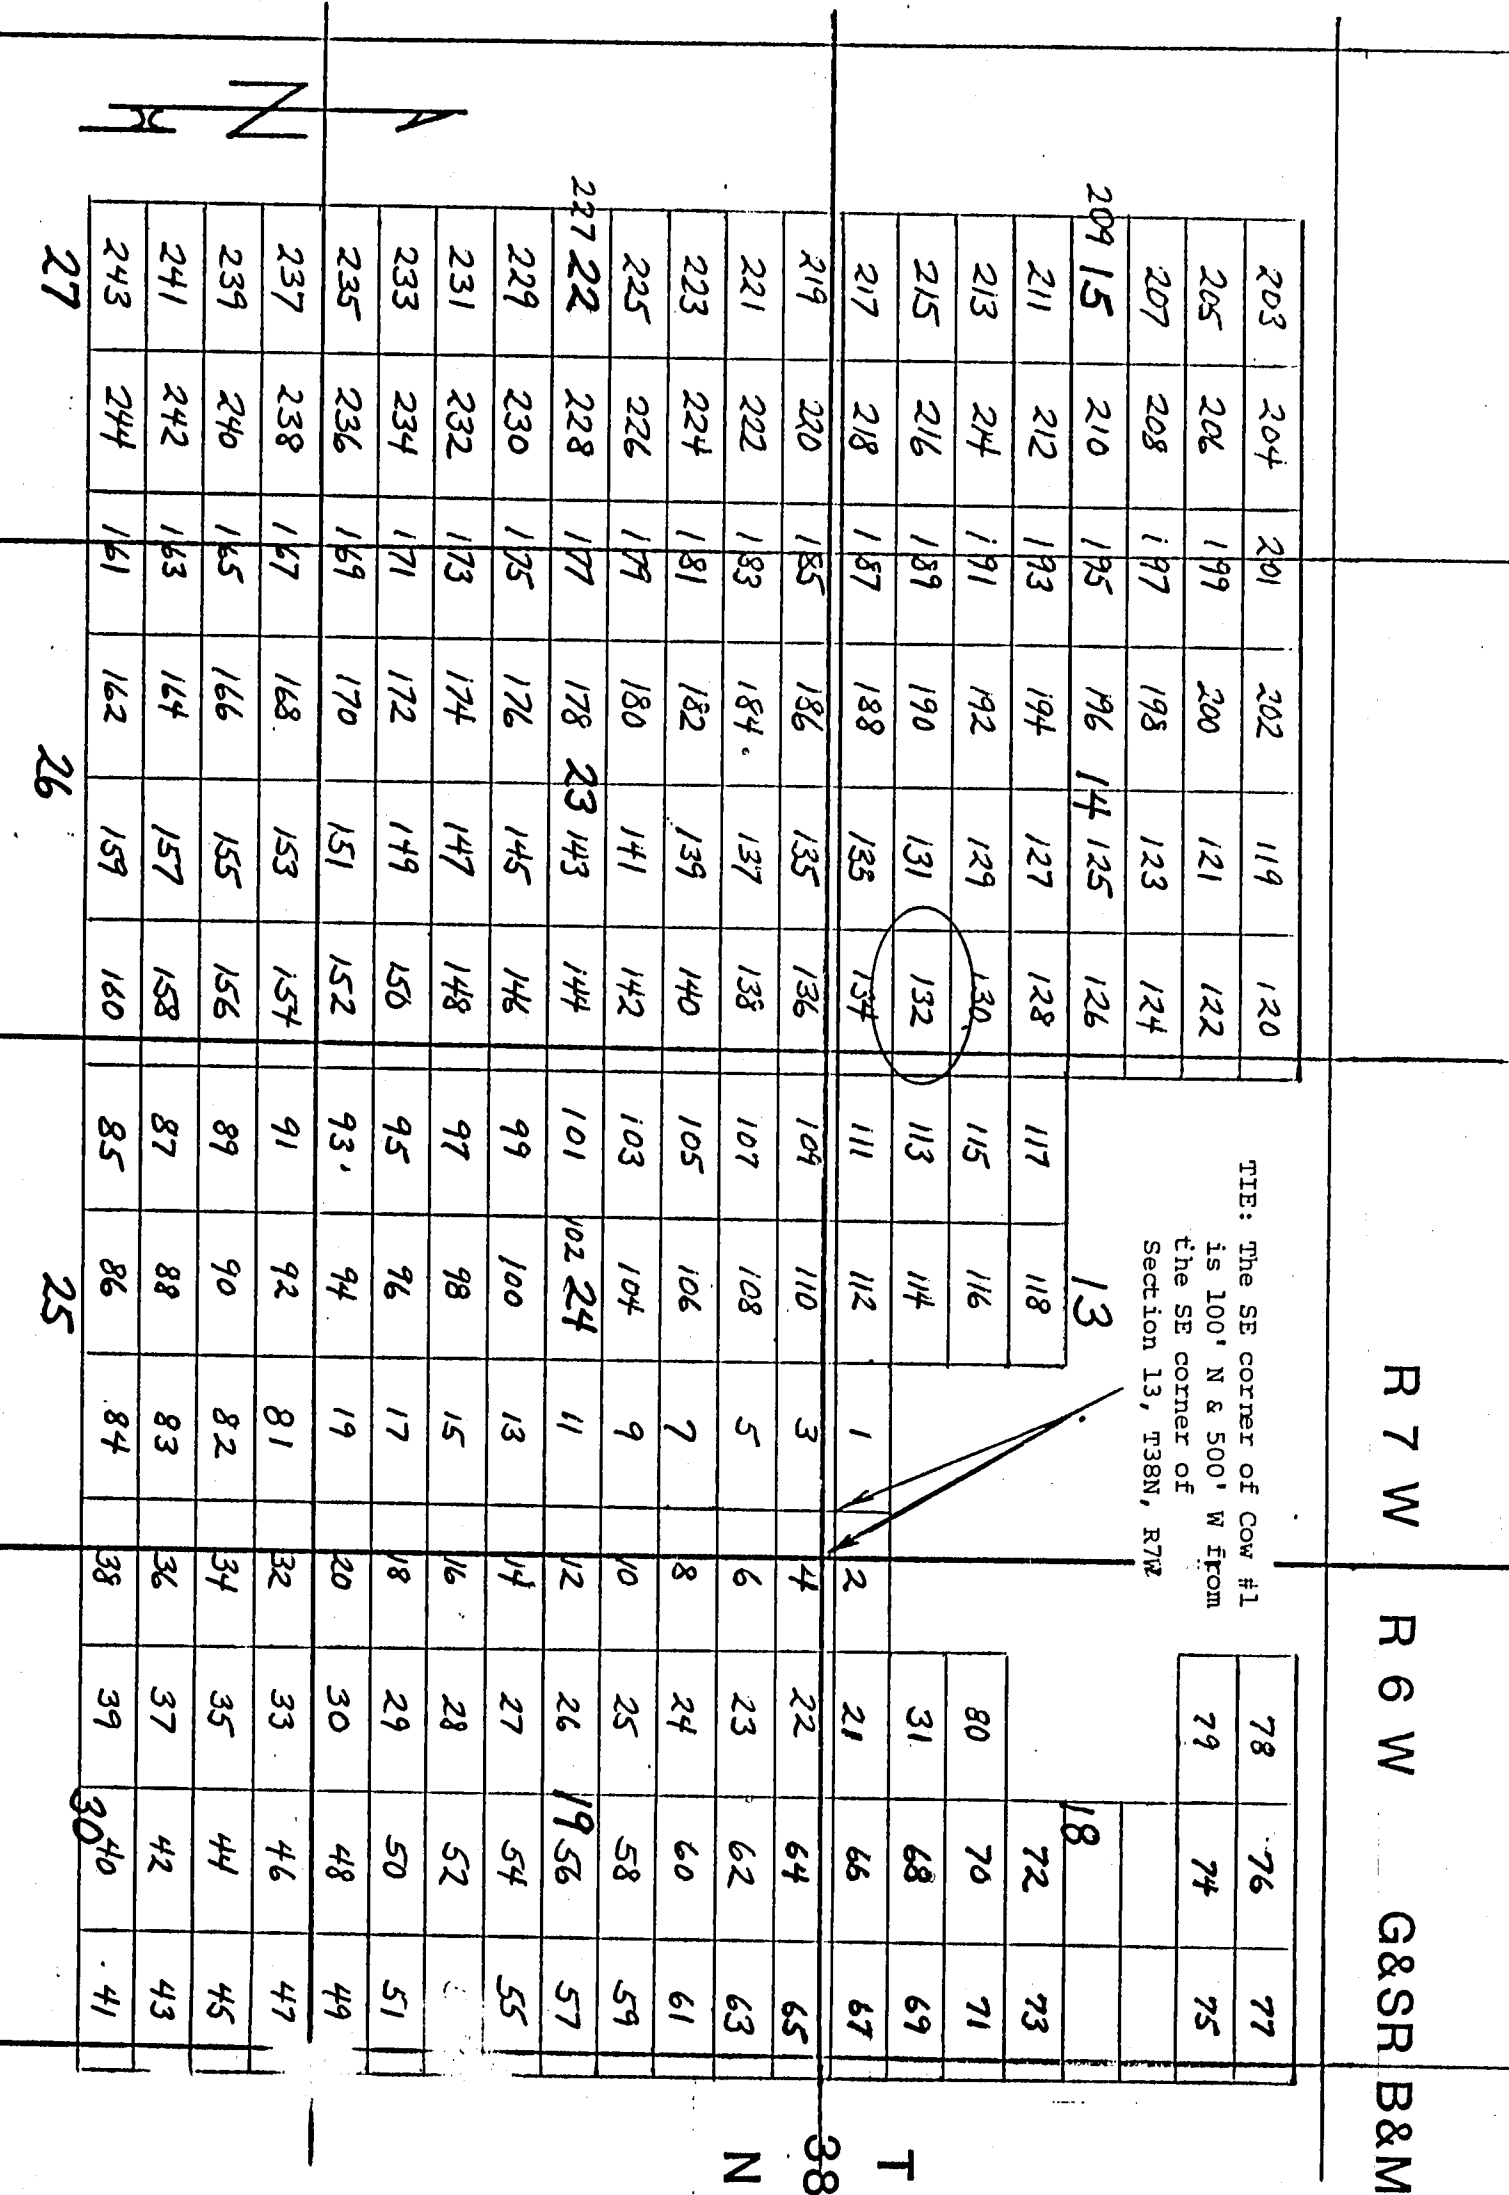 R 7 W R 6 W G&SR B&M
TIE: The SE corner of Cow #1
is 100' N & 500' W from
the SE corner of
Section 13, T38N, R7W
203 204 201 202 119 120 78 76 77
205 206 199 200 121 122 79 74 75
207 208 197 198 123 124
209 15 210 195 196 14 125 126 13 18
211 212 193 194 127 128 117 118 72 73
213 214 191 192 129 130 115 116 80 70 71
215 216 189 190 131 132 113 114 31 68 69
217 218 187 188 133 134 111 112 1 2 21 66 67
219 220 185 186 135 136 109 110 3 4 22 64 65
221 222 183 184 137 138 107 108 5 6 23 62 63
223 224 181 182 139 140 105 106 7 8 24 60 61
225 226 179 180 141 142 103 104 9 10 25 58 59
227 22 228 177 178 23 143 144 101 102 24 11 12 26 19 56 57
229 230 175 176 145 146 99 100 13 14 27 54 55
231 232 173 174 147 148 97 98 15 16 28 52
233 234 171 172 149 150 95 96 17 18 29 50 51
235 236 169 170 151 152 93 94 19 20 30 48 49
237 238 167 168 153 154 91 92 81 32 33 46 47
239 240 165 166 155 156 89 90 82 34 35 44 45
241 242 163 164 157 158 87 88 83 36 37 42 43
243 244 161 162 159 160 85 86 84 38 39 30 40 41
27 26 25
T
38
N
N